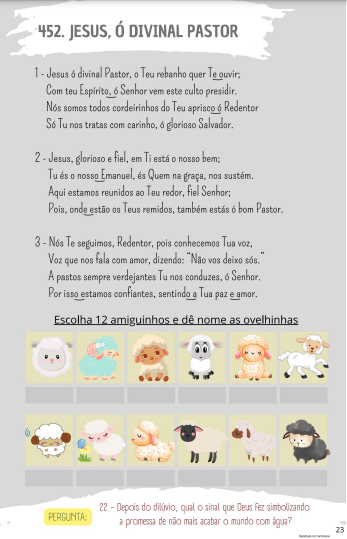 452. JESUS, Ó DIVINAL PASTOR
1 - Jesus ó divinal Pastor, o Teu rebanho quer Te ouvir;
Com teu Espírito, ó Senhor vem este culto presidir.
Nós somos todos cordeirinhos do Teu aprisco ó Redentor
Só Tu nos tratas com carinho, ó glorioso Salvador.
2 - Jesus, glorioso e fiel, em Ti está o nosso bem;
Tu és o nosso Emanuel, és Quem na graça, nos sustém.
Aqui estamos reunidos ao Teu redor, fiel Senhor;
Pois, onde estão os Teus remidos, também estás ó bom Pastor.
3 - Nós Te seguimos, Redentor, pois conhecemos Tua voz,
Voz que nos fala com amor, dizendo: "Não vos deixo sós."
A pastos sempre verdejantes Tu nos conduzes, ó Senhor.
Por isso estamos confiantes, sentindo a Tua paz e amor.
Escolha 12 amiguinhos e dê nome as ovelhinhas
PERGUNTA:
22 - Depois do dilúvio, qual o sinal que Deus fez simbolizando
a promessa de não mais acabar o mundo com água?
23